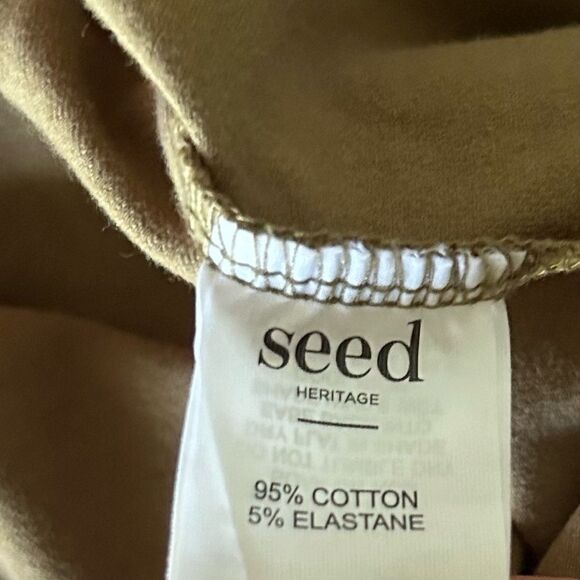 seed
HERITAGE
95% COTTON
5% ELASTANE